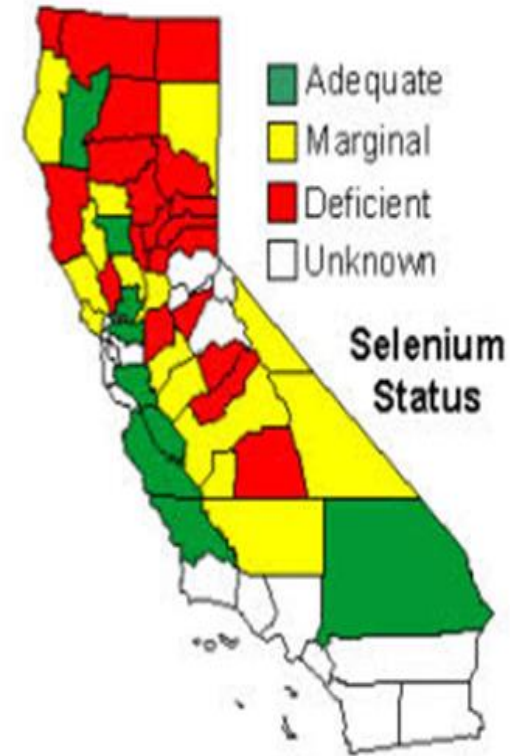 Adequate
Marginal
Deficient
Unknown
Selenium
Status